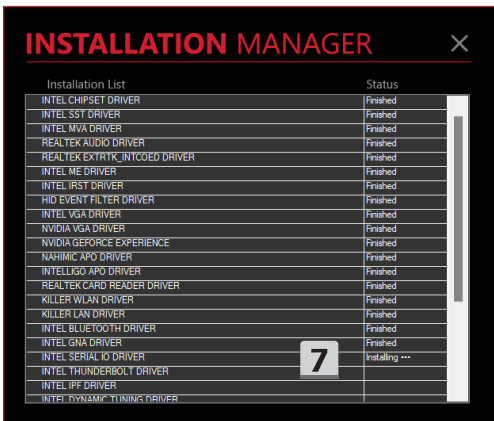 INSTALLATION MANAGER
Installation List Status
INTEL CHIPSET DRIVER Finished
INTEL SST DRIVER Finished
INTEL MVA DRIVER Finished
REALTEK AUDIO DRIVER Finished
REALTEK EXTRTK_INTCOED DRIVER Finished
INTEL ME DRIVER Finished
INTEL IRST DRIVER Finished
HID EVENT FILTER DRIVER Finished
INTEL VGA DRIVER Finished
NVIDIA VGA DRIVER Finished
NVIDIA GEFORCE EXPERIENCE Finished
NAHIMIC APO DRIVER Finished
INTELLIGO APO DRIVER Finished
REALTEK CARD READER DRIVER Finished
KILLER WLAN DRIVER Finished
KILLER LAN DRIVER Finished
INTEL BLUETOOTH DRIVER Finished
INTEL GNA DRIVER Finished
INTEL SERIAL IO DRIVER 7 Installing ---
INTEL THUNDERBOLT DRIVER
INTEL IPF DRIVER
INTEL DYNAMIC TUNING DRIVER